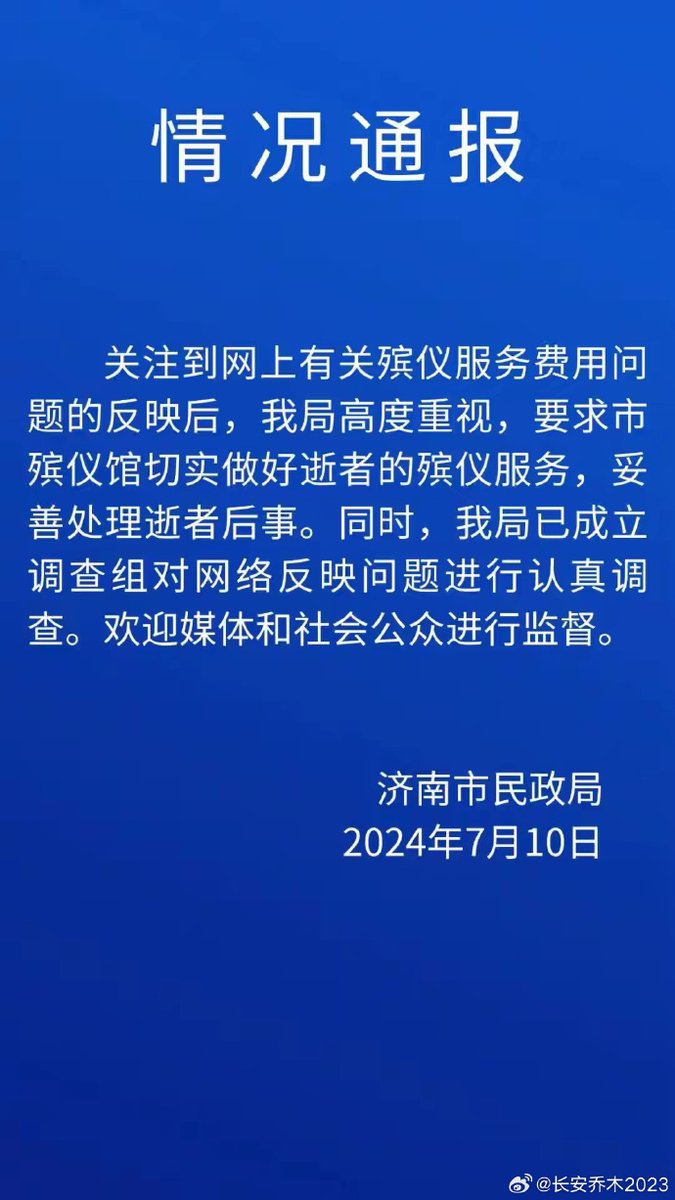 情况通报
关注到网上有关殡仪服务费用问
题的反映后，我局高度重视，要求市
殡仪馆切实做好逝者的殡仪服务，妥
善处理逝者后事。同时，我局已成立
调查组对网络反映问题进行认真调
查。欢迎媒体和社会公众进行监督。
济南市民政局
2024年7月10日
@长安乔木2023